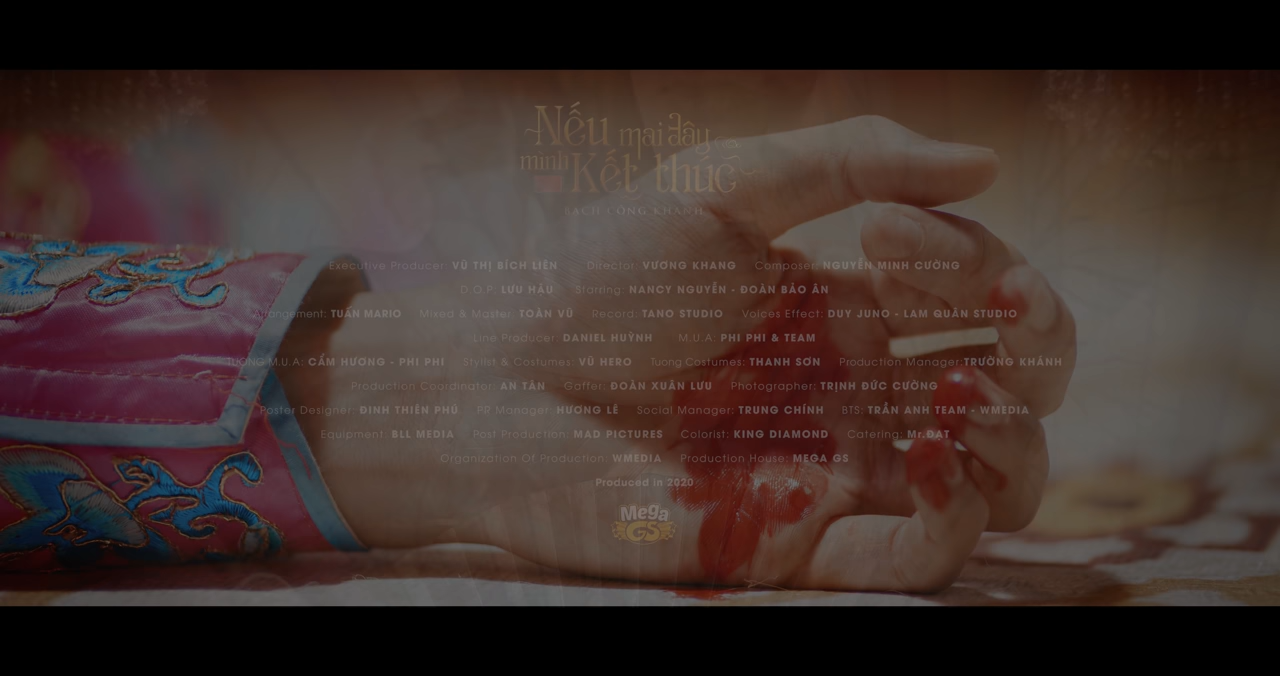 Nếu mai đây
mình Kết thúc
BẠCH CÔNG KHANH
Executive Producer: VŨ THỊ BÍCH LIÊN Director: VƯƠNG KHANG Composer: NGUYỄN MINH CƯỜNG
D.O.P: LƯU HẬU Starring: NANCY NGUYỄN - ĐOÀN BẢO ÂN
Arrangement: TUẤN MARIO Mixed & Master: TOÀN VŨ Record: TANO STUDIO Voices Effect: DUY JUNO - LAM QUÂN STUDIO
Line Producer: DANIEL HUỲNH M.U.A: PHI PHI & TEAM
TUỒNG M.U.A: CẨM HƯƠNG - PHI PHI Stylist & Costumes: VŨ HERO Tuồng Costumes: THANH SƠN Production Manager: TRƯỜNG KHÁNH
Production Coordinator: AN TÂN Gaffer: ĐOÀN XUÂN LƯU Photographer: TRỊNH ĐỨC CƯỜNG
Poster Designer: ĐINH THIÊN PHÚ PR Manager: HƯƠNG LÊ Social Manager: TRUNG CHÍNH BTS: TRẦN ANH TEAM - WMEDIA
Equipment: BLL MEDIA Post Production: MAD PICTURES Colorist: KING DIAMOND Catering: Mr.ĐẠT
Organization Of Production: WMEDIA Production House: MEGA GS
Produced in 2020
Mega
GS